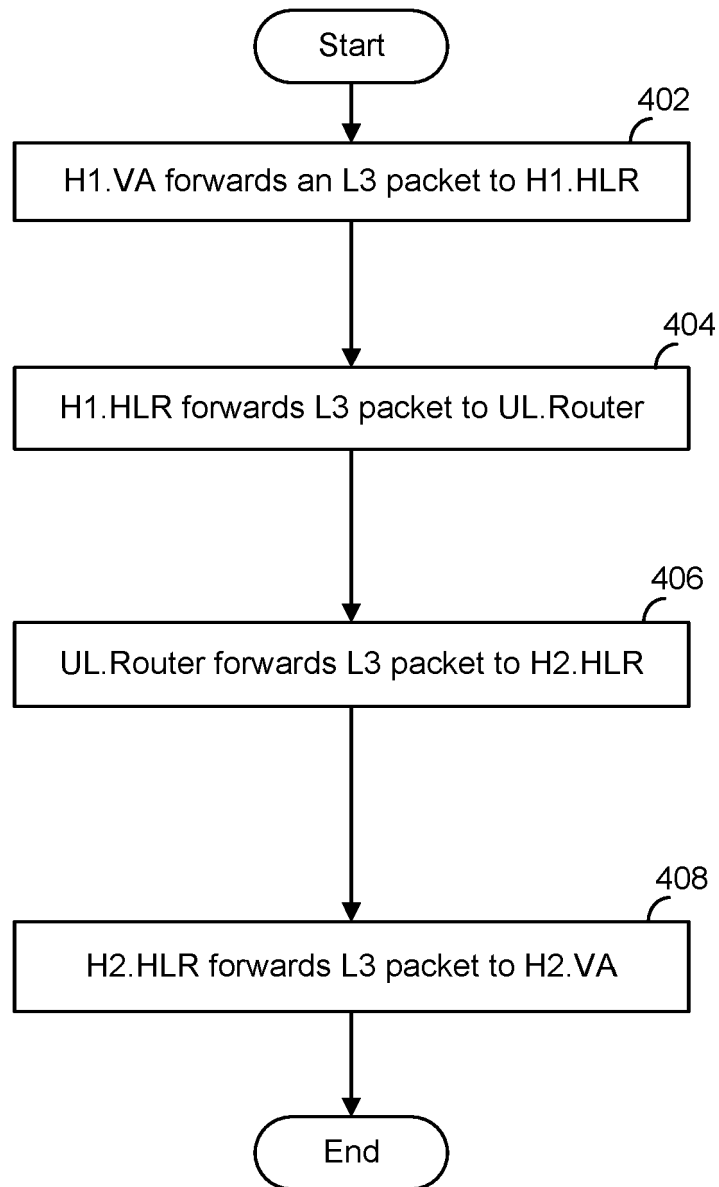 Start
402
H1.VA forwards an L3 packet to H1.HLR
404
H1.HLR forwards L3 packet to UL.Router
406
UL.Router forwards L3 packet to H2.HLR
408
H2.HLR forwards L3 packet to H2.VA
End